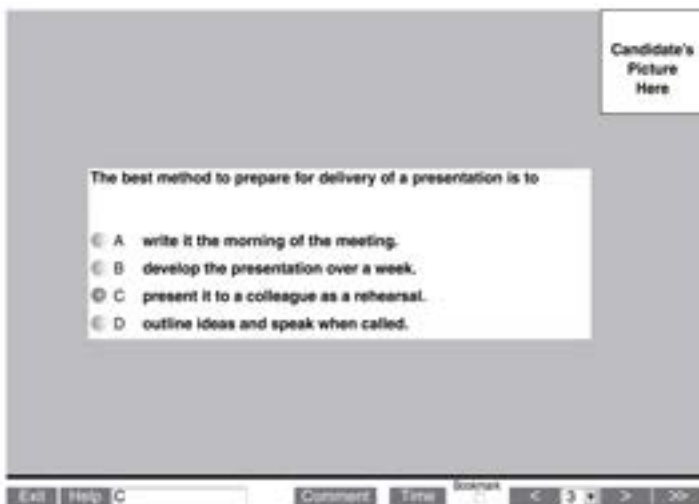 Candidate's
Picture
Here
The best method to prepare for delivery of a presentation is to
A write it the morning of the meeting.
B develop the presentation over a week.
C present it to a colleague as a rehearsal.
D outline ideas and speak when called.
Bookmark
Exit Help C Comment Time < 3 > >>